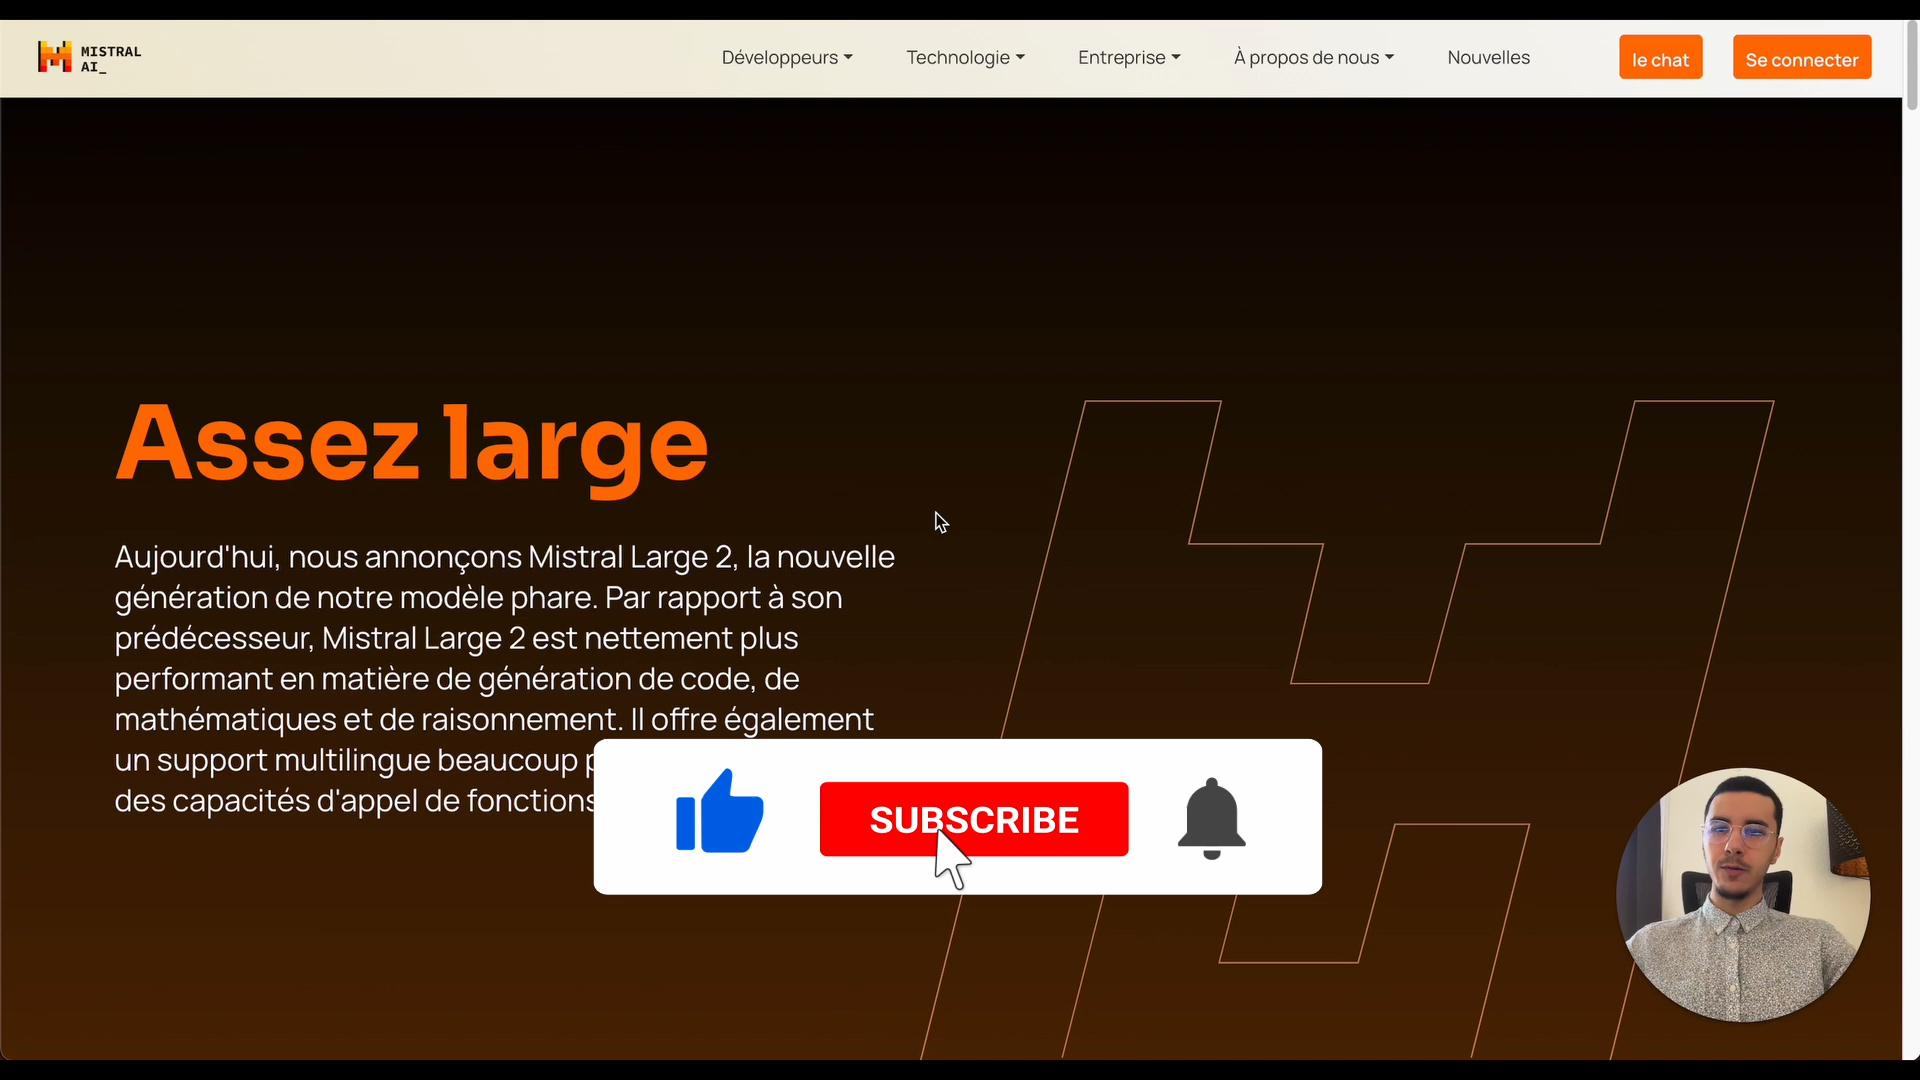 MISTRAL
AI_
Développeurs
Technologie
Entreprise
À propos de nous
Nouvelles
le chat
Se connecter
Assez large
Aujourd'hui, nous annonçons Mistral Large 2, la nouvelle
génération de notre modèle phare. Par rapport à son
prédécesseur, Mistral Large 2 est nettement plus
performant en matière de génération de code, de
mathématiques et de raisonnement. Il offre également
un support multilingue beaucoup
des capacités d'appel de fonctions
SUBSCRIBE